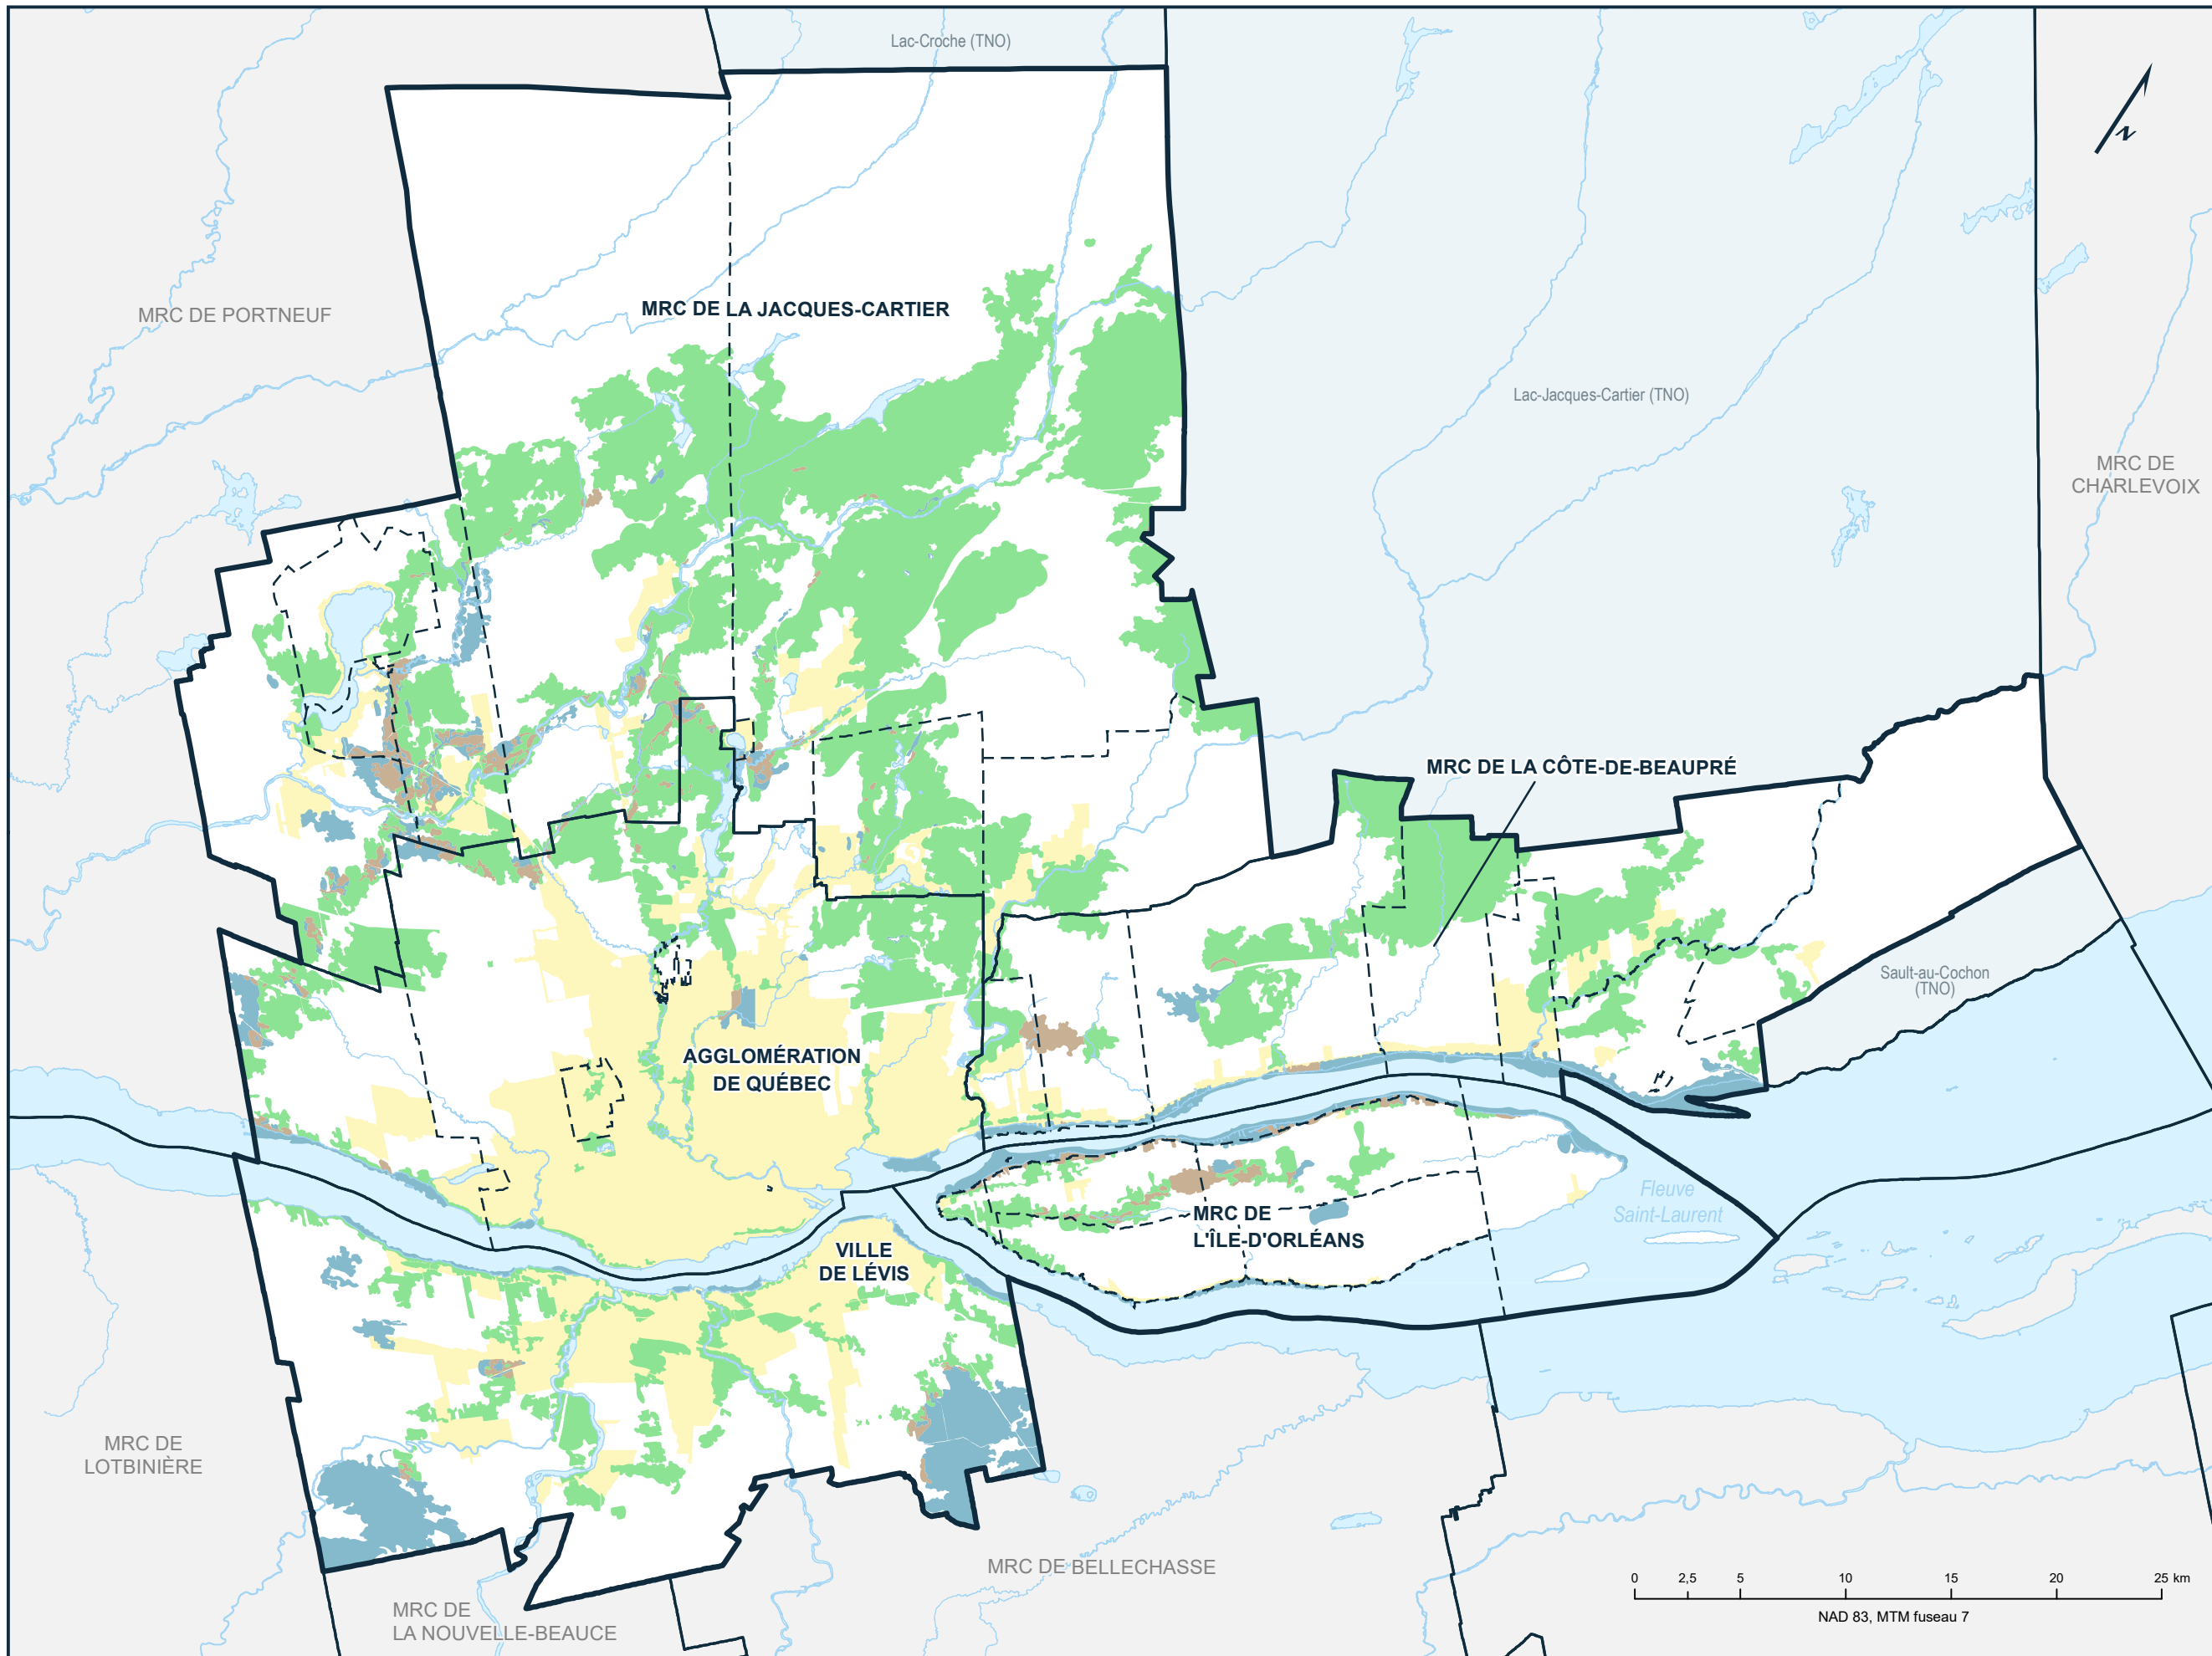 Lac-Croche (TNO)
N
MRC DE PORTNEUF
MRC DE LA JACQUES-CARTIER
Lac-Jacques-Cartier (TNO)
MRC DE
CHARLEVOIX
MRC DE LA CÔTE-DE-BEAUPRÉ
Sault-au-Cochon
(TNO)
AGGLOMÉRATION
DE QUÉBEC
Fleuve
Saint-Laurent
MRC DE
L'ÎLE-D'ORLÉANS
VILLE
DE LÉVIS
MRC DE
LOTBINIÈRE
MRC DE BELLECHASSE
MRC DE
LA NOUVELLE-BEAUCE
0 2,5 5 10 15 20 25 km
NAD 83, MTM fuseau 7